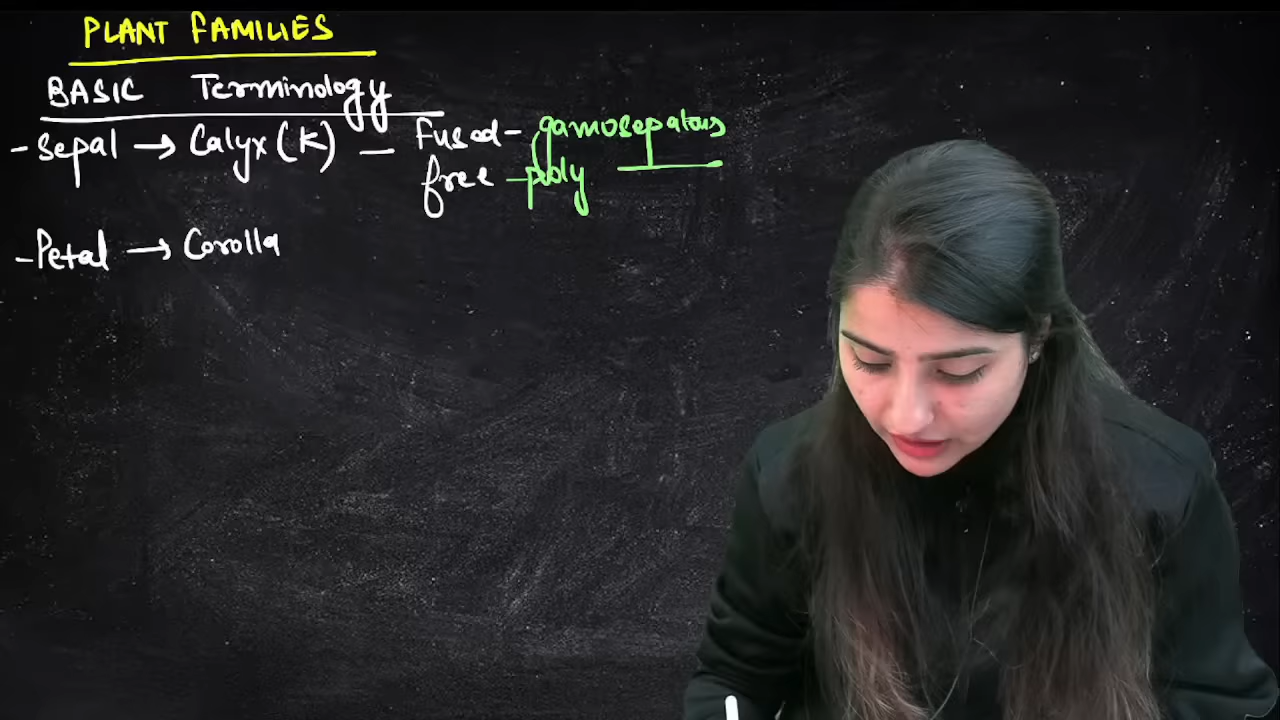 PLANT FAMILIES
BASIC Terminology
- Sepal → Calyx (K) — Fused - gamosepalous
free - poly
- Petal → Corolla